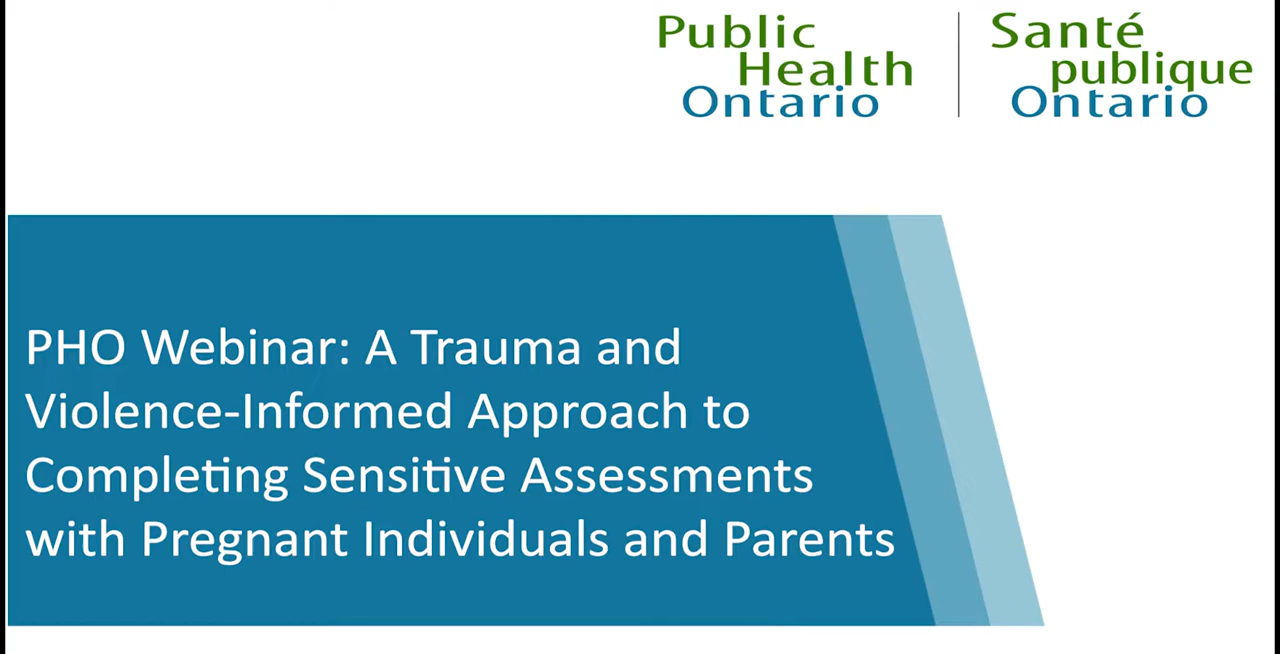 Public
Health
Ontario
Santé
publique
Ontario
PHO Webinar: A Trauma and
Violence-Informed Approach to
Completing Sensitive Assessments
with Pregnant Individuals and Parents